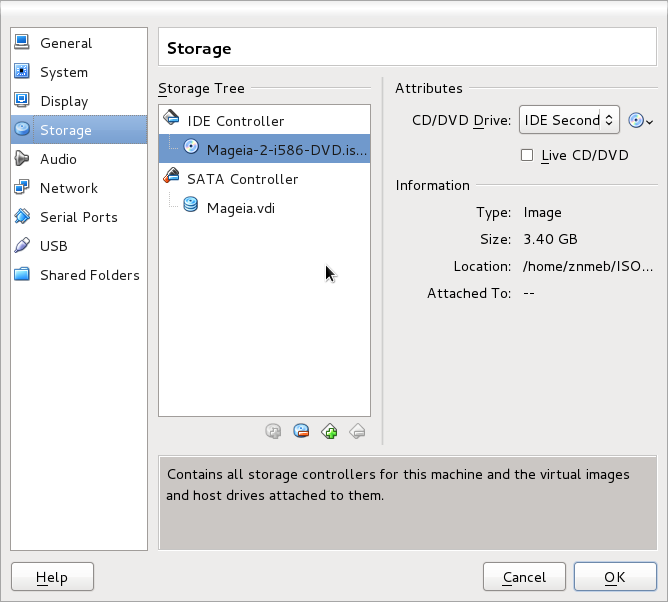 General
System
Display
Storage
Audio
Network
Serial Ports
USB
Shared Folders
Storage
Storage Tree
IDE Controller
Mageia-2-i586-DVD.is...
SATA Controller
Mageia.vdi
Attributes
CD/DVD Drive: IDE Second
Live CD/DVD
Information
Type: Image
Size: 3.40 GB
Location: /home/znmeb/ISO...
Attached To: --
Contains all storage controllers for this machine and the virtual images
and host drives attached to them.
Help
Cancel
OK